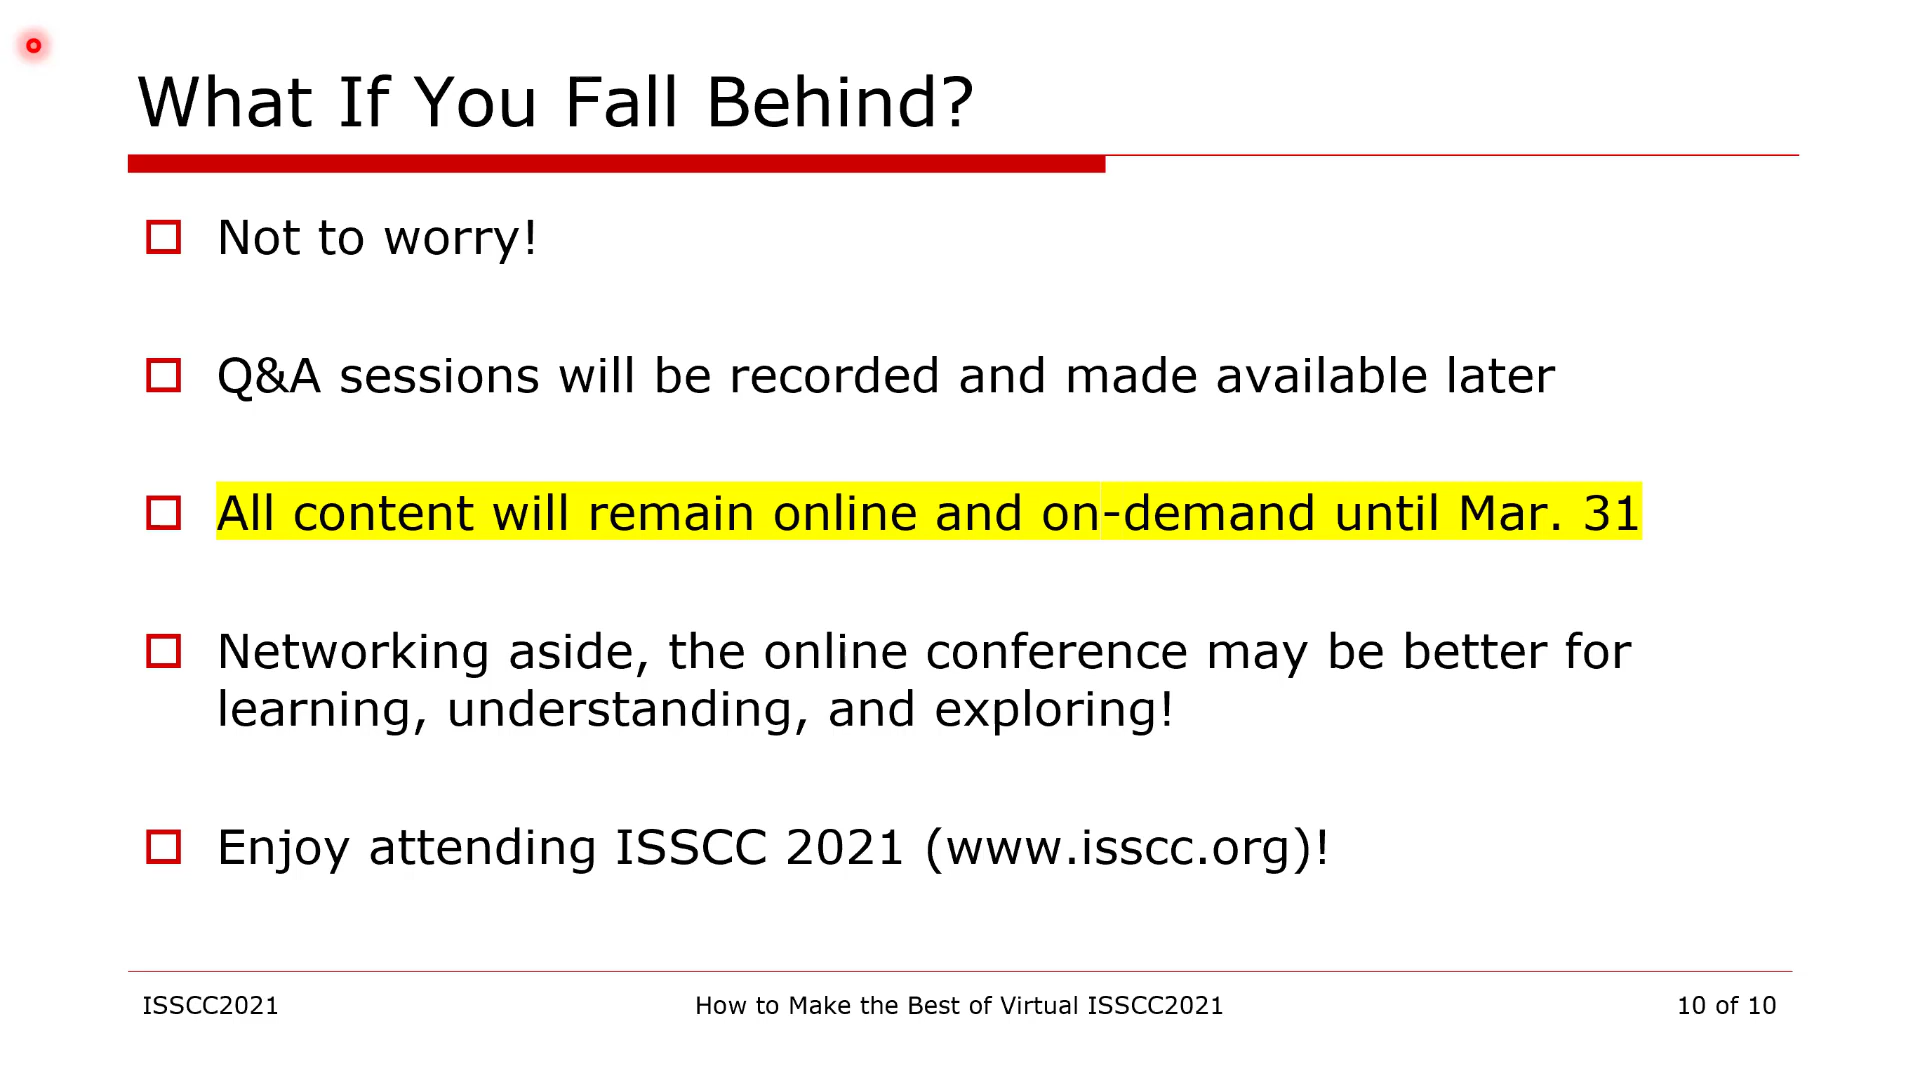 What If You Fall Behind?
Not to worry!
Q&A sessions will be recorded and made available later
All content will remain online and on-demand until Mar. 31
Networking aside, the online conference may be better for
learning, understanding, and exploring!
Enjoy attending ISSCC 2021 (www.isscc.org)!
ISSCC2021
How to Make the Best of Virtual ISSCC2021
10 of 10